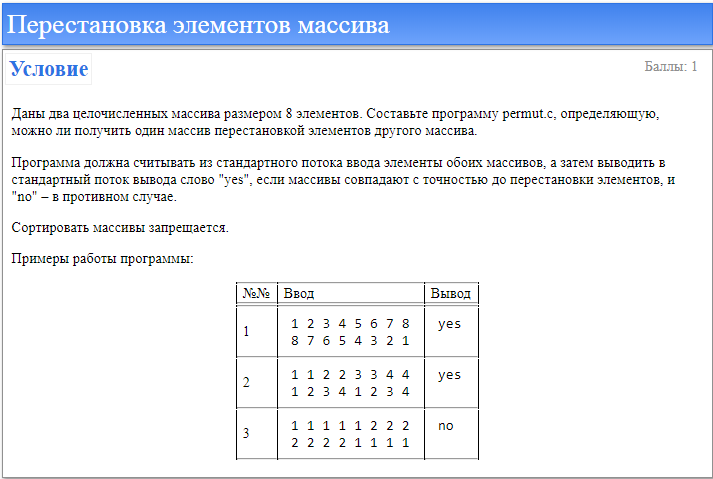 Перестановка элементов массива
Условие
Баллы: 1
Даны два целочисленных массива размером 8 элементов. Составьте программу permut.c, определяющую,
можно ли получить один массив перестановкой элементов другого массива.
Программа должна считывать из стандартного потока ввода элементы обоих массивов, а затем выводить в
стандартный поток вывода слово "yes", если массивы совпадают с точностью до перестановки элементов, и
"no" – в противном случае.
Сортировать массивы запрещается.
Примеры работы программы:
№№ Ввод Вывод
1 2 3 4 5 6 7 8 yes
1
8 7 6 5 4 3 2 1
1 1 2 2 3 3 4 4 yes
2
1 2 3 4 1 2 3 4
1 1 1 1 1 2 2 2 no
3
2 2 2 2 1 1 1 1